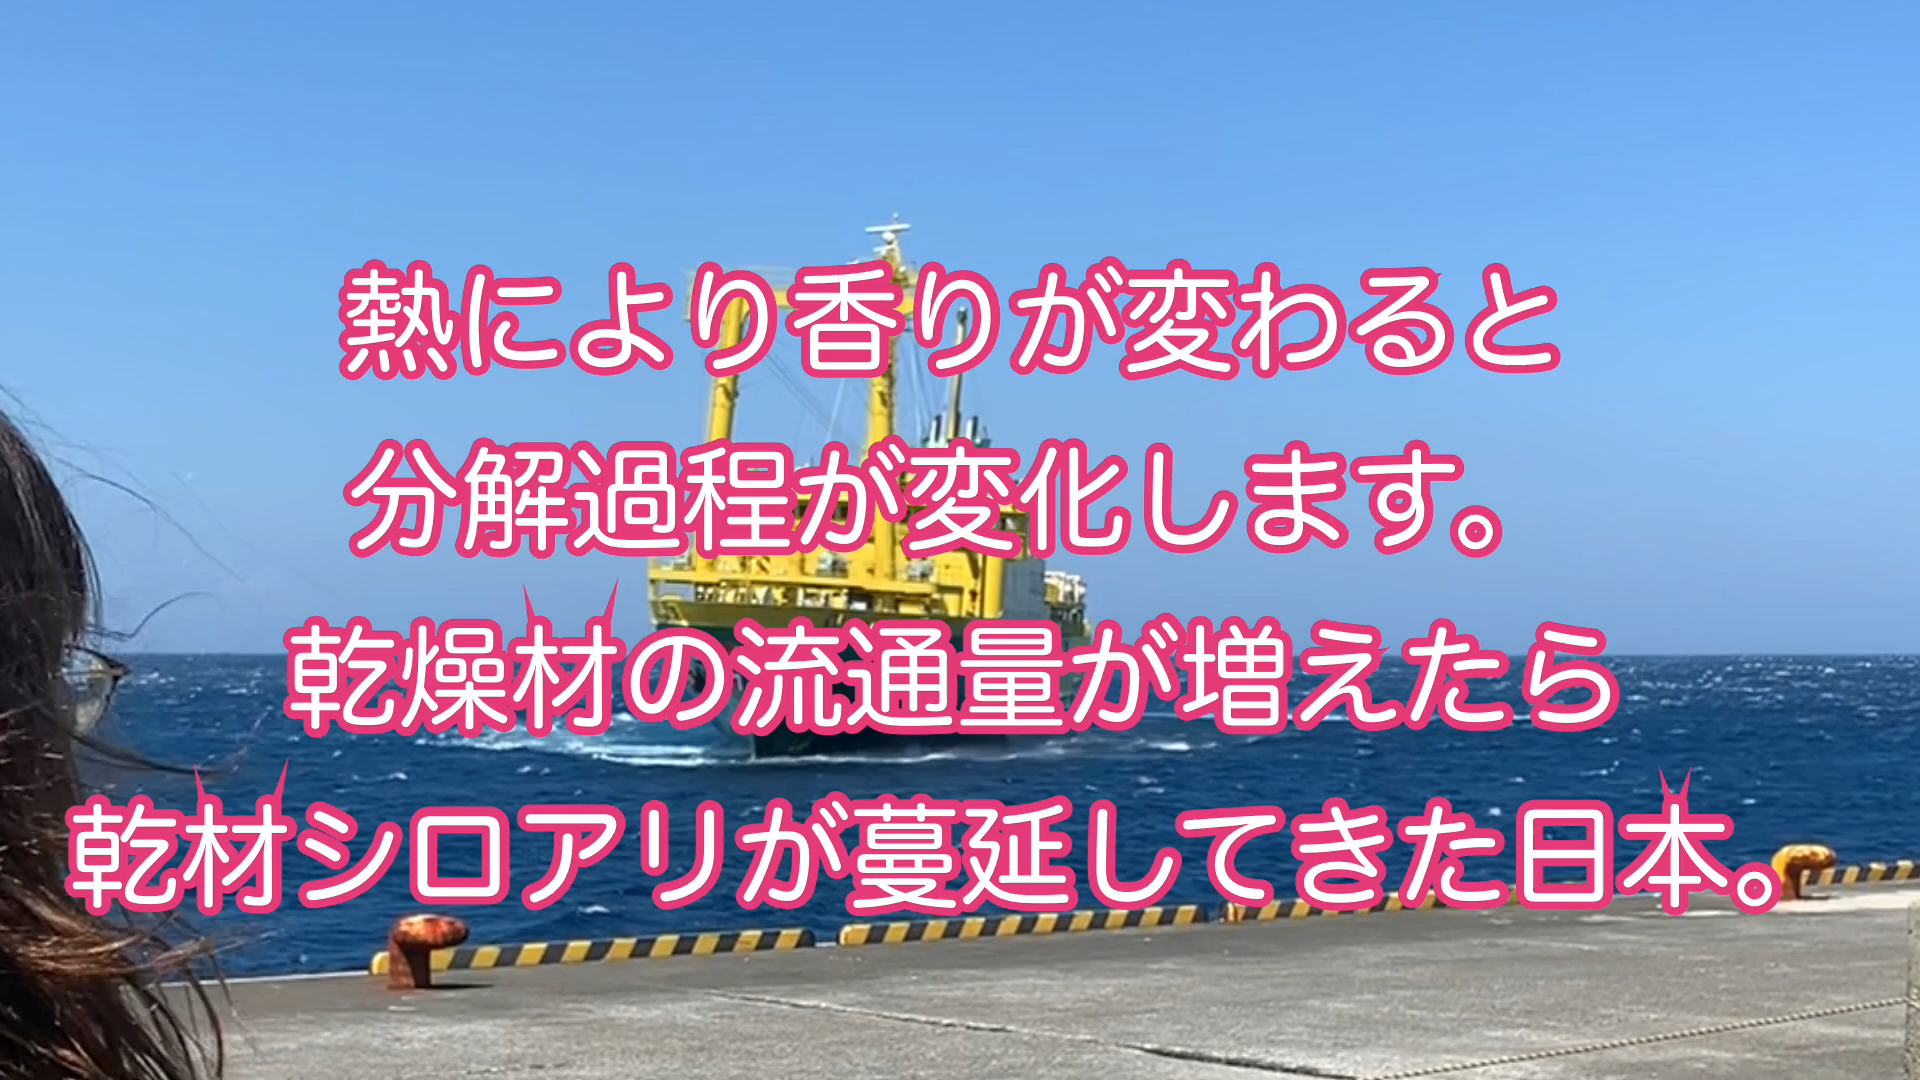 熱により香りが変わると
分解過程が変化します。
乾燥材の流通量が増えたら
乾材シロアリが蔓延してきた日本。